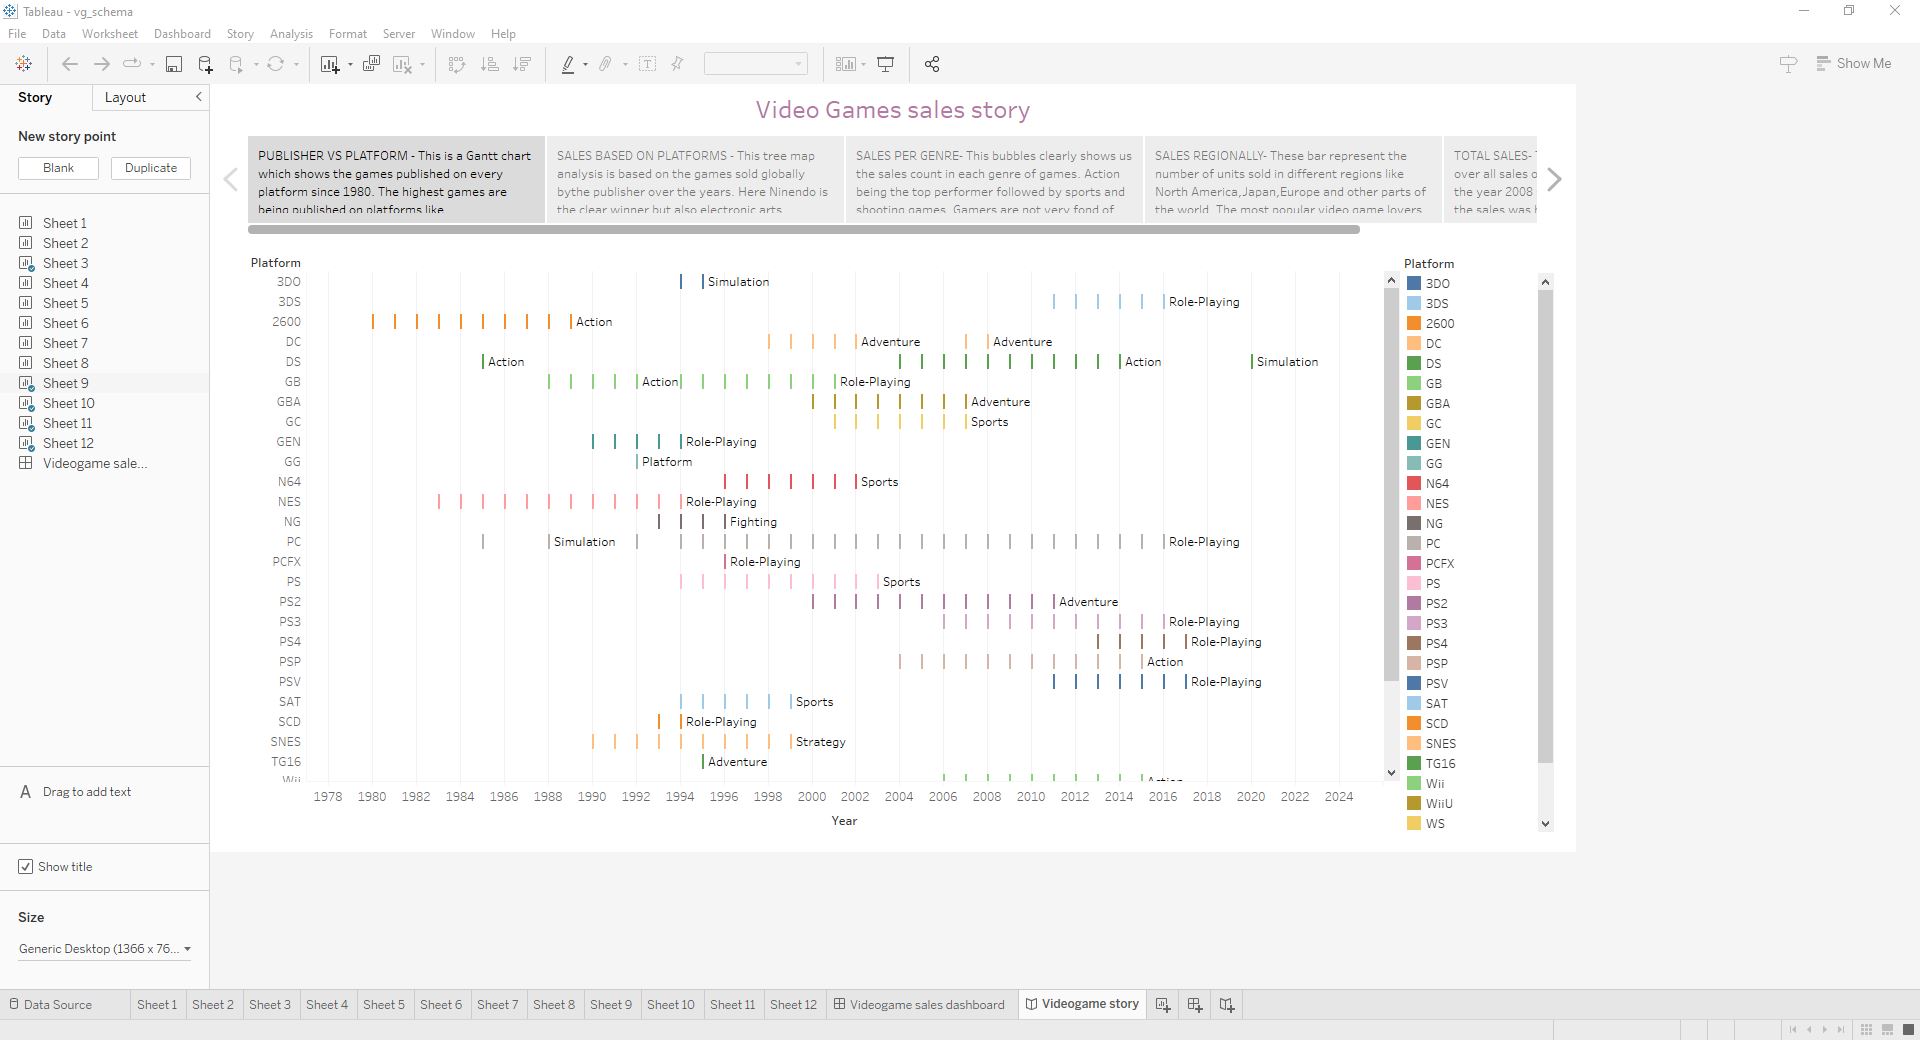 Tableau - vg_schema
File Data Worksheet Dashboard Story Analysis Format Server Window Help
Show Me
Story Layout
New story point
Blank Duplicate
Sheet 1
Sheet 2
Sheet 3
Sheet 4
Sheet 5
Sheet 6
Sheet 7
Sheet 8
Sheet 9
Sheet 10
Sheet 11
Sheet 12
Videogame sale...
A Drag to add text
Show title
Size
Generic Desktop (1366 x 76...
Video Games sales story
PUBLISHER VS PLATFORM - This is a Gantt chart
which shows the games published on every
platform since 1980. The highest games are
being published on platforms like
SALES BASED ON PLATFORMS - This tree map
analysis is based on the games sold globally
bythe publisher over the years. Here Ninendo is
the clear winner but also electronic arts
SALES PER GENRE- This bubbles clearly shows us
the sales count in each genre of games. Action
being the top performer followed by sports and
shooting games. Gamers are not very fond of
SALES REGIONALLY- These bar represent the
number of units sold in different regions like
North America,Japan,Europe and other parts of
the world. The most popular video game lovers
TOTAL SALES-
over all sales
the year 2008
the sales was
Platform
3DO Simulation
3DS Role-Playing
2600 Action
DC Adventure Adventure
DS Action Action Simulation
GB Action Role-Playing
GBA Adventure
GC Sports
GEN Role-Playing
GG Platform
N64 Sports
NES Role-Playing
NG Fighting
PC Simulation Role-Playing
PCFX Role-Playing
PS Sports
PS2 Adventure
PS3 Role-Playing
PS4 Role-Playing
PSP Action
PSV Role-Playing
SAT Sports
SCD Role-Playing
SNES Strategy
TG16 Adventure
Wii Action
1978 1980 1982 1984 1986 1988 1990 1992 1994 1996 1998 2000 2002 2004 2006 2008 2010 2012 2014 2016 2018 2020 2022 2024
Year
Platform
3DO
3DS
2600
DC
DS
GB
GBA
GC
GEN
GG
N64
NES
NG
PC
PCFX
PS
PS2
PS3
PS4
PSP
PSV
SAT
SCD
SNES
TG16
Wii
WiiU
WS
Data Source Sheet 1 Sheet 2 Sheet 3 Sheet 4 Sheet 5 Sheet 6 Sheet 7 Sheet 8 Sheet 9 Sheet 10 Sheet 11 Sheet 12 Videogame sales dashboard Videogame story